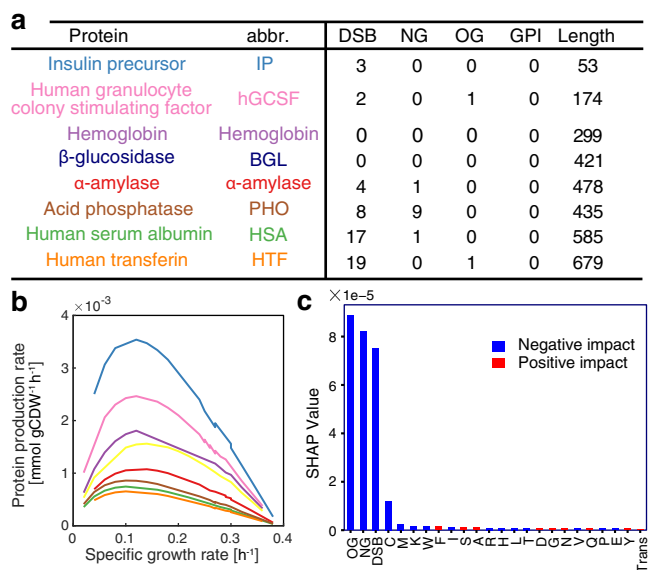 a
Protein abbr. DSB NG OG GPI Length
Insulin precursor IP 3 0 0 0 53
Human granulocyte
colony stimulating factor hGCSF 2 0 1 0 174
Hemoglobin Hemoglobin 0 0 0 0 299
β-glucosidase BGL 0 0 0 0 421
α-amylase α-amylase 4 1 0 0 478
Acid phosphatase PHO 8 9 0 0 435
Human serum albumin HSA 17 1 0 0 585
Human transferin HTF 19 0 1 0 679
b
×10⁻³
Protein production rate
[mmol gCDW⁻¹ h⁻¹]
4
3
2
1
0
0 0.1 0.2 0.3 0.4
Specific growth rate [h⁻¹]
c
×1e-5
SHAP Value
8
6
4
2
0
Negative impact
Positive impact
OG NG DSB C M K W F I S A R H L T D G N V Q P E Y Trans